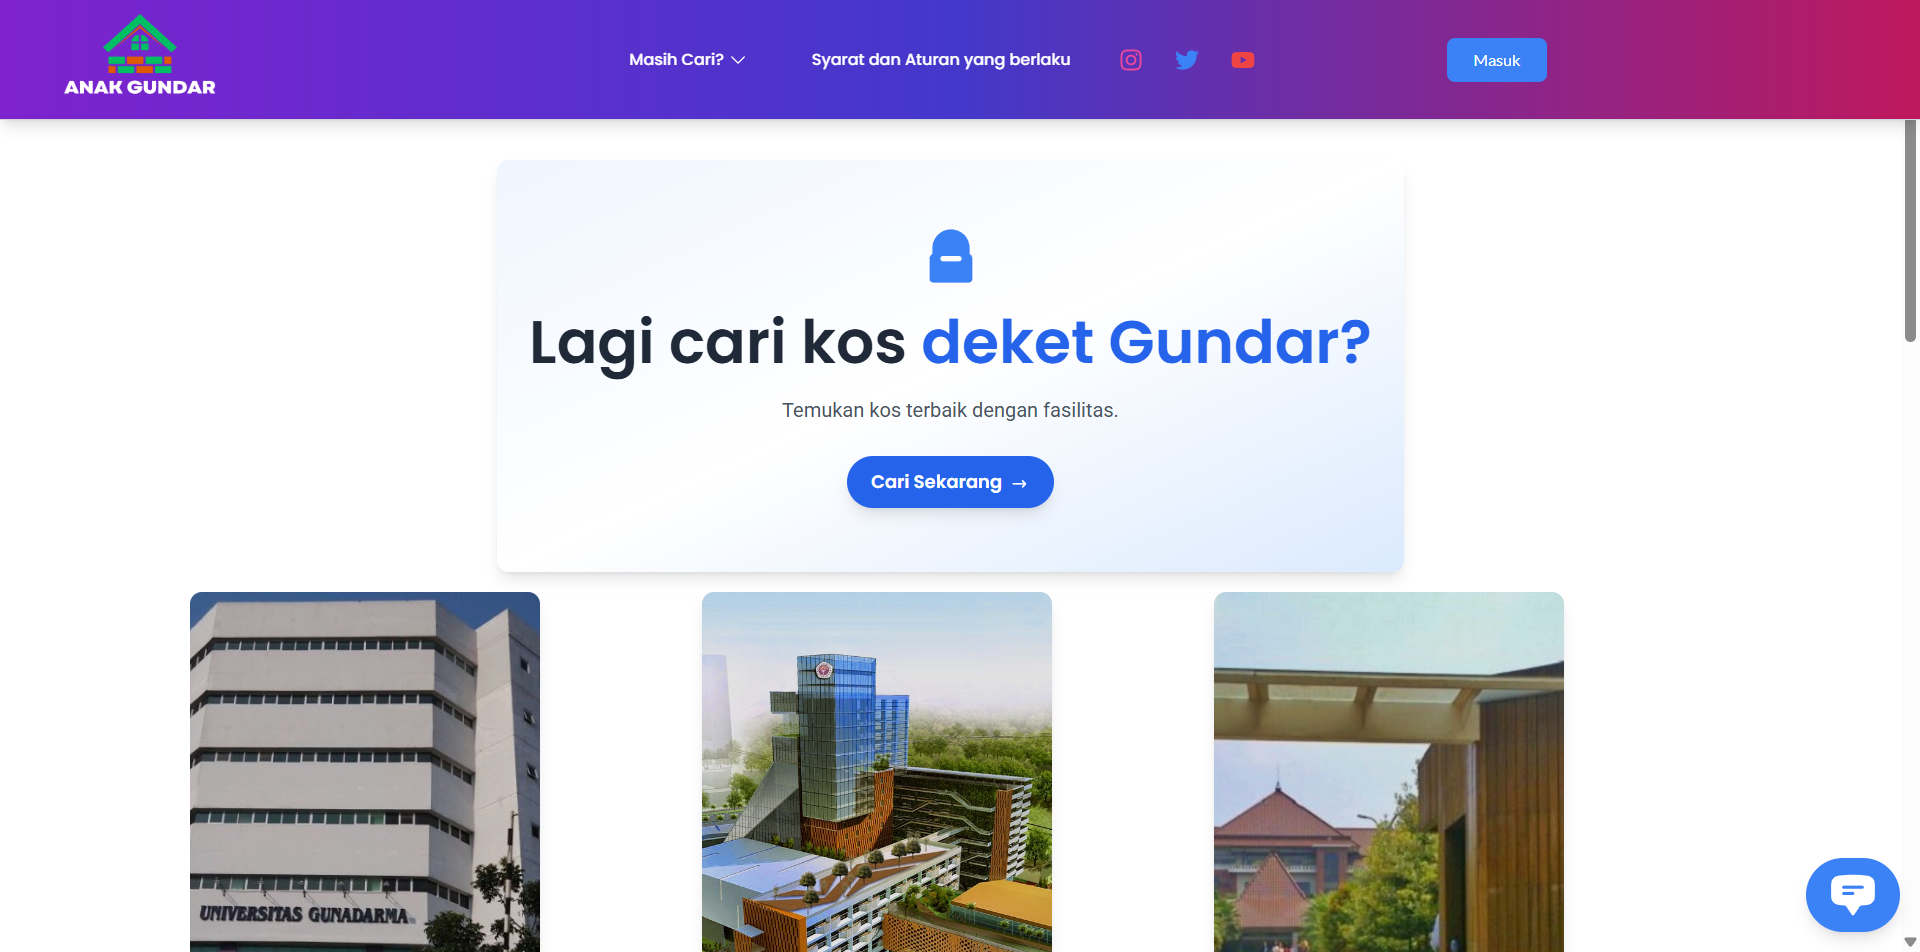 ANAK GUNDAR
Masih Cari?
Syarat dan Aturan yang berlaku
Masuk
Lagi cari kos deket Gundar?
Temukan kos terbaik dengan fasilitas.
Cari Sekarang →
UNIVERSITAS GUNADARMA